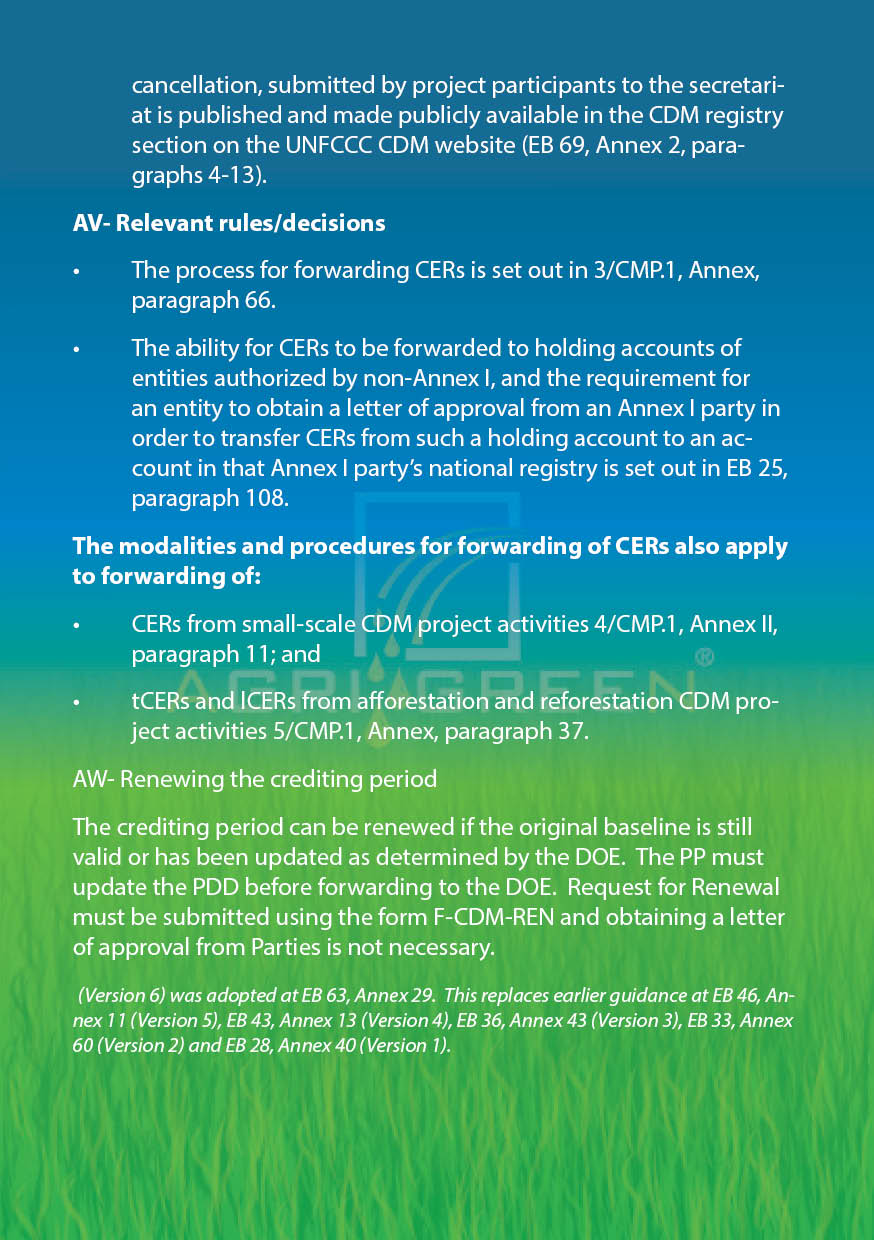 cancellation, submitted by project participants to the secretari-
at is published and made publicly available in the CDM registry
section on the UNFCCC CDM website (EB 69, Annex 2, para-
graphs 4-13).
AV- Relevant rules/decisions
• The process for forwarding CERs is set out in 3/CMP.1, Annex,
paragraph 66.
• The ability for CERs to be forwarded to holding accounts of
entities authorized by non-Annex I, and the requirement for
an entity to obtain a letter of approval from an Annex I party in
order to transfer CERs from such a holding account to an ac-
count in that Annex I party’s national registry is set out in EB 25,
paragraph 108.
The modalities and procedures for forwarding of CERs also apply
to forwarding of:
• CERs from small-scale CDM project activities 4/CMP.1, Annex II,
paragraph 11; and
AGRI GREEN®
• tCERs and lCERs from afforestation and reforestation CDM pro-
ject activities 5/CMP.1, Annex, paragraph 37.
AW- Renewing the crediting period
The crediting period can be renewed if the original baseline is still
valid or has been updated as determined by the DOE.  The PP must
update the PDD before forwarding to the DOE.  Request for Renewal
must be submitted using the form F-CDM-REN and obtaining a letter
of approval from Parties is not necessary.
(Version 6) was adopted at EB 63, Annex 29.  This replaces earlier guidance at EB 46, An-
nex 11 (Version 5), EB 43, Annex 13 (Version 4), EB 36, Annex 43 (Version 3), EB 33, Annex
60 (Version 2) and EB 28, Annex 40 (Version 1).